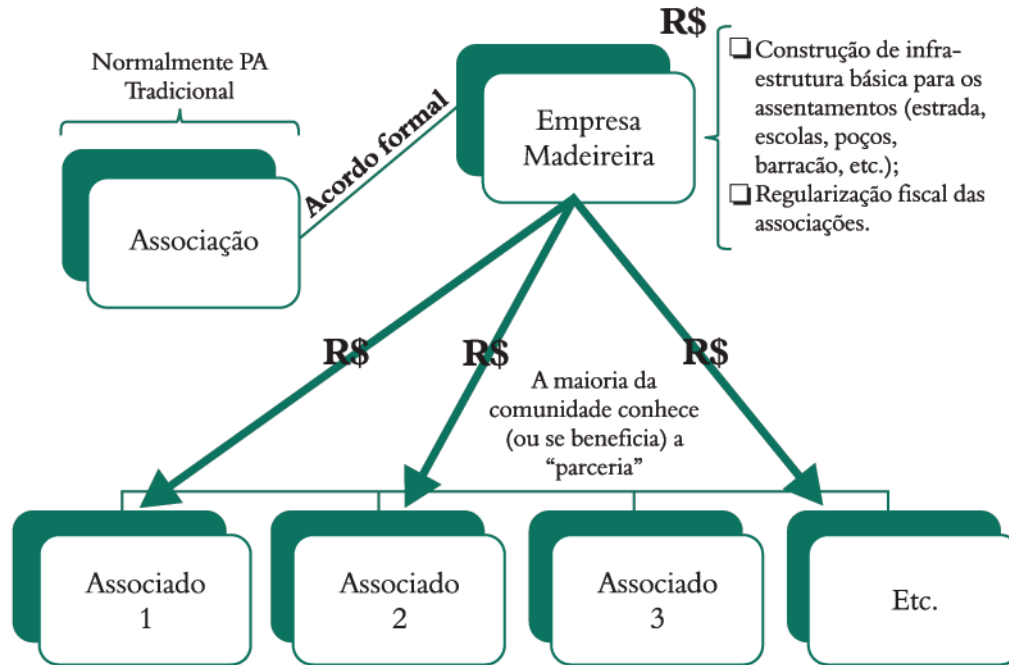 Normalmente PA
Tradicional
Associação
Acordo formal
Empresa
Madeireira
R$
❑ Construção de infra-
estrutura básica para os
assentamentos (estrada,
escolas, poços,
barracão, etc.);
❑ Regularização fiscal das
associações.
R$
R$
R$
A maioria da
comunidade conhece
(ou se beneficia) a
“parceria”
Associado
1
Associado
2
Associado
3
Etc.